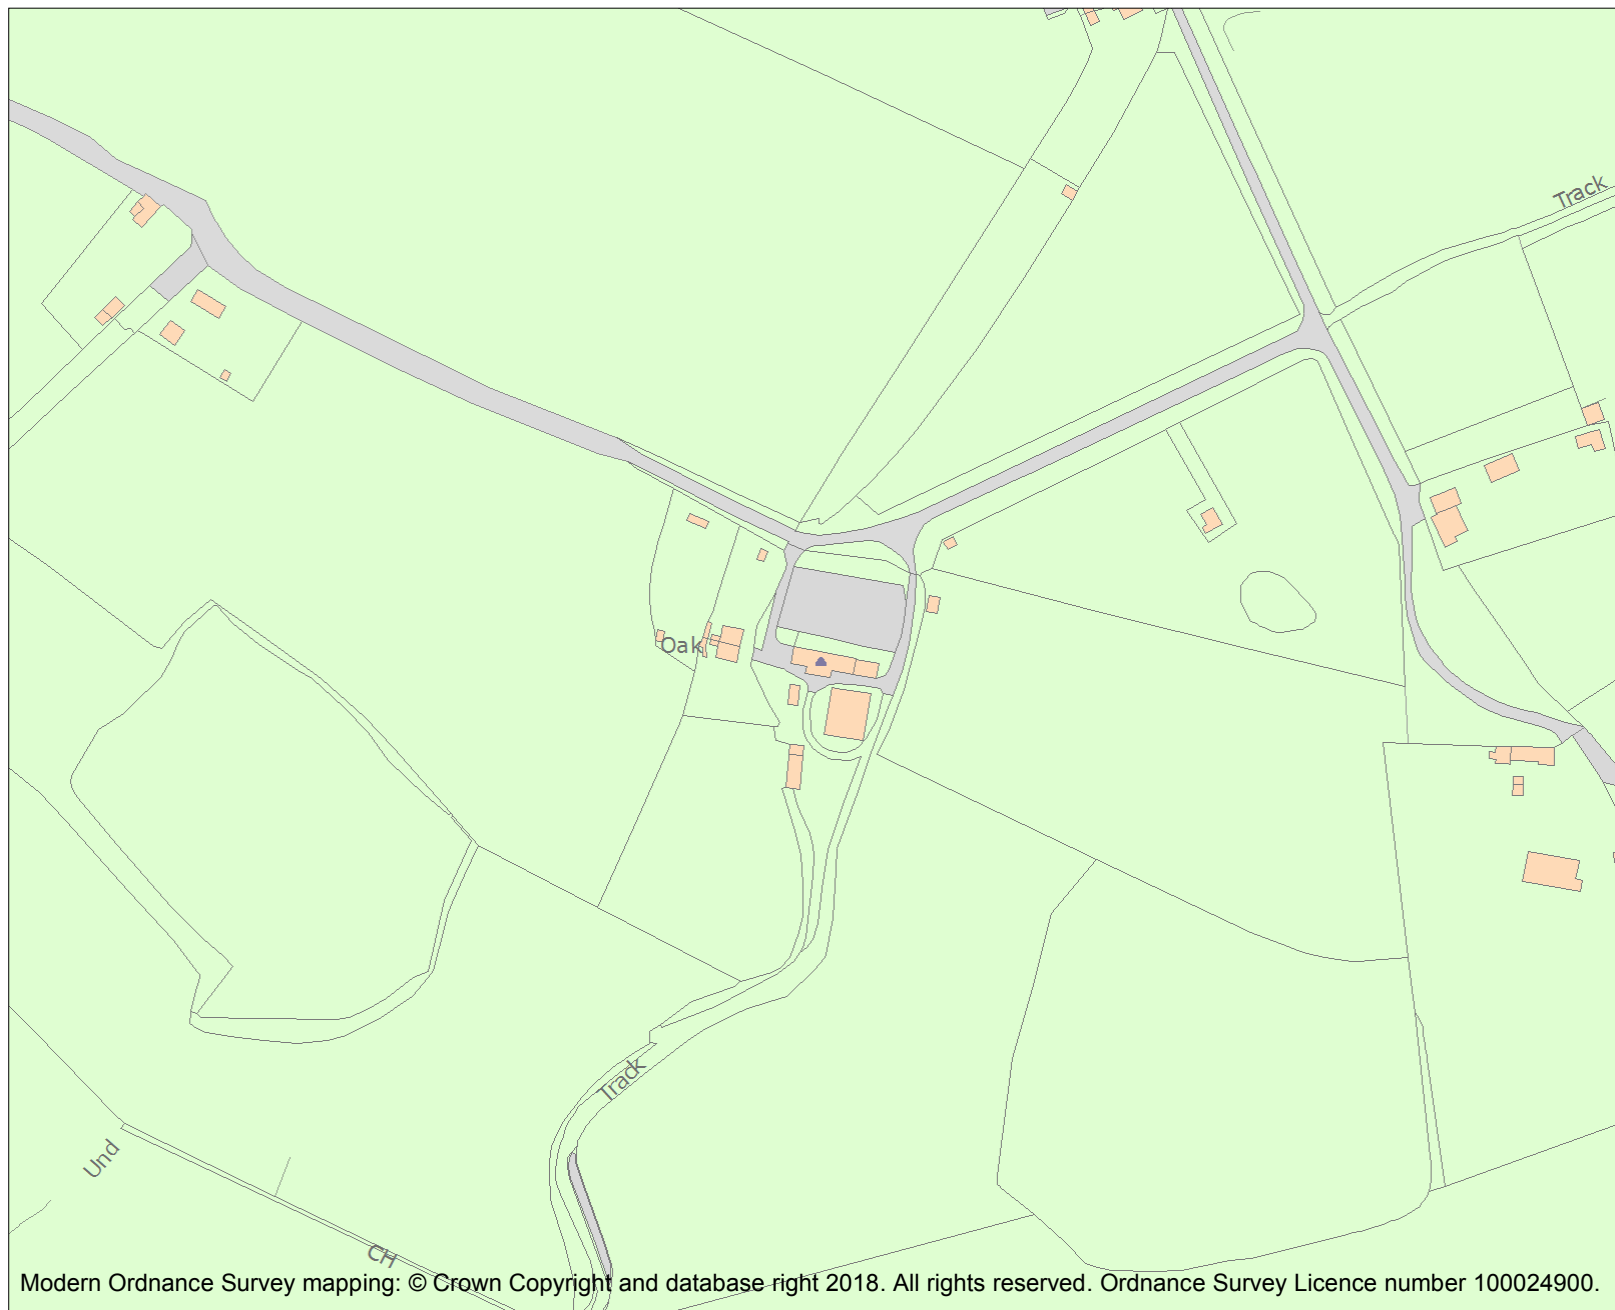 Track
Oak
Track
Und
CH
Modern Ordnance Survey mapping: © Crown Copyright and database right 2018. All rights reserved. Ordnance Survey Licence number 100024900.